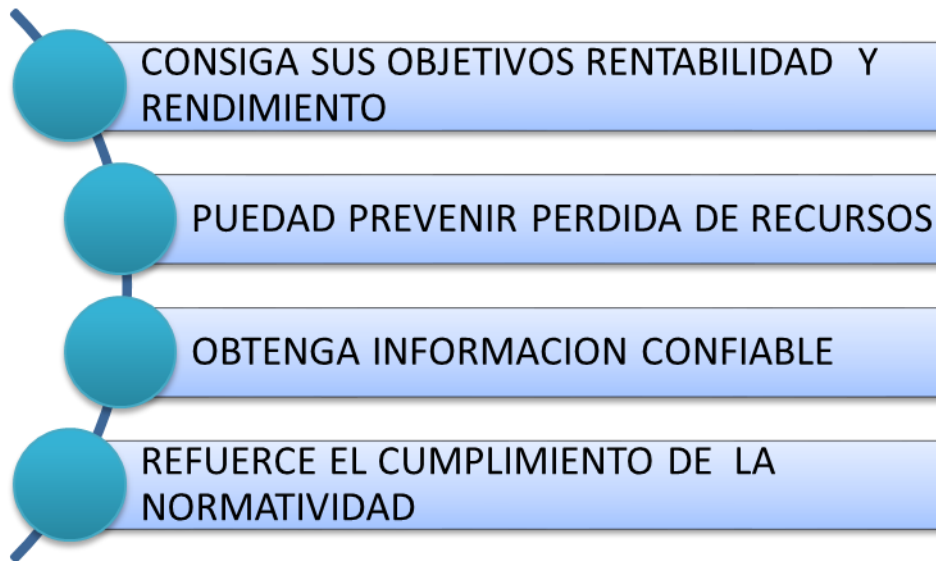 CONSIGA SUS OBJETIVOS RENTABILIDAD Y
RENDIMIENTO
PUEDAD PREVENIR PERDIDA DE RECURSOS
OBTENGA INFORMACION CONFIABLE
REFUERCE EL CUMPLIMIENTO DE LA
NORMATIVIDAD